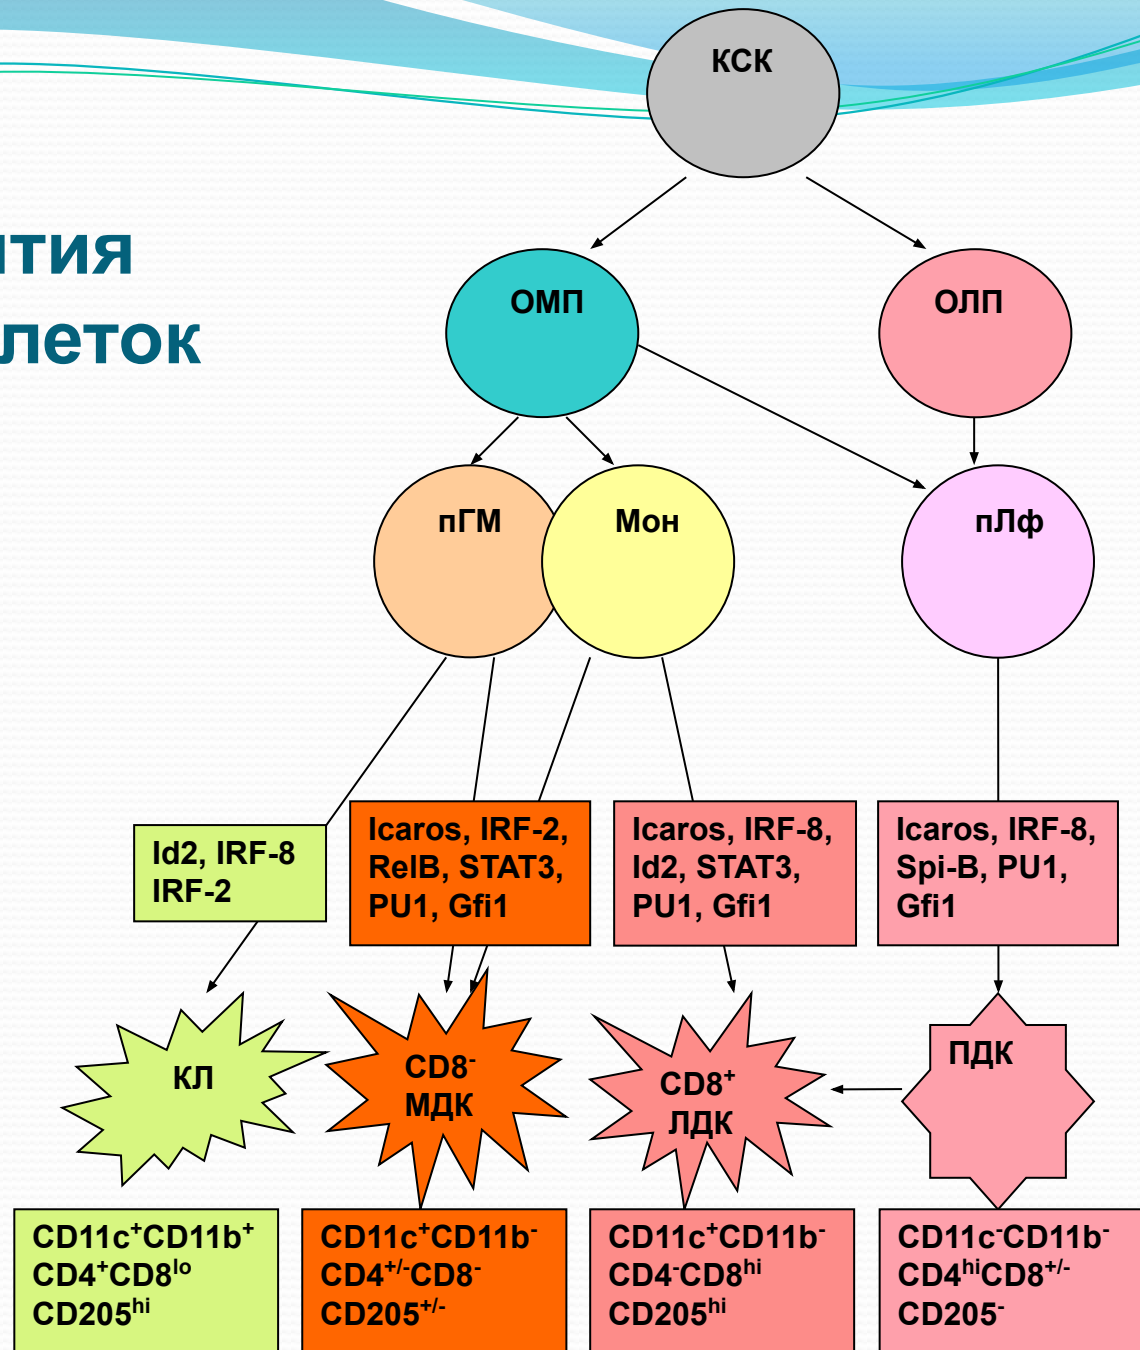 КСК
ития
леток
ОМП
ОЛП
пГМ
Мон
пЛф
Id2, IRF-8
IRF-2
Icaros, IRF-2,
RelB, STAT3,
PU1, Gfi1
Icaros, IRF-8,
Id2, STAT3,
PU1, Gfi1
Icaros, IRF-8,
Spi-B, PU1,
Gfi1
КЛ
CD8⁻
МДК
CD8⁺
ЛДК
ПДК
CD11c⁺CD11b⁺
CD4⁺CD8ˡᵒ
CD205ʰⁱ
CD11c⁺CD11b⁻
CD4⁺/⁻CD8⁻
CD205⁺/⁻
CD11c⁺CD11b⁻
CD4⁻CD8ʰⁱ
CD205ʰⁱ
CD11c⁻CD11b⁻
CD4ʰⁱCD8⁺/⁻
CD205⁻